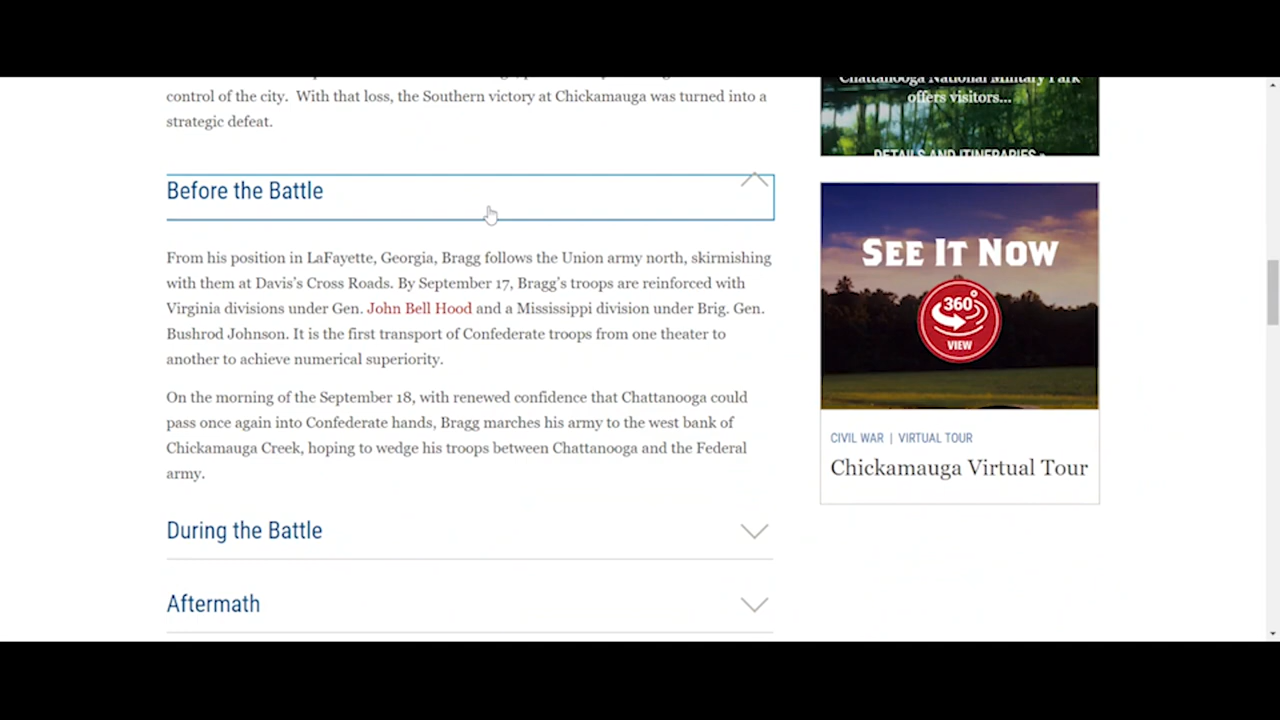 control of the city.  With that loss, the Southern victory at Chickamauga was turned into a
strategic defeat.
Before the Battle
From his position in LaFayette, Georgia, Bragg follows the Union army north, skirmishing
with them at Davis's Cross Roads. By September 17, Bragg's troops are reinforced with
Virginia divisions under Gen. John Bell Hood and a Mississippi division under Brig. Gen.
Bushrod Johnson. It is the first transport of Confederate troops from one theater to
another to achieve numerical superiority.
On the morning of the September 18, with renewed confidence that Chattanooga could
pass once again into Confederate hands, Bragg marches his army to the west bank of
Chickamauga Creek, hoping to wedge his troops between Chattanooga and the Federal
army.
During the Battle
Aftermath
Chattanooga National Military Park
offers visitors...
DETAILS AND ITINERARIES »
SEE IT NOW
360°
VIEW
CIVIL WAR | VIRTUAL TOUR
Chickamauga Virtual Tour